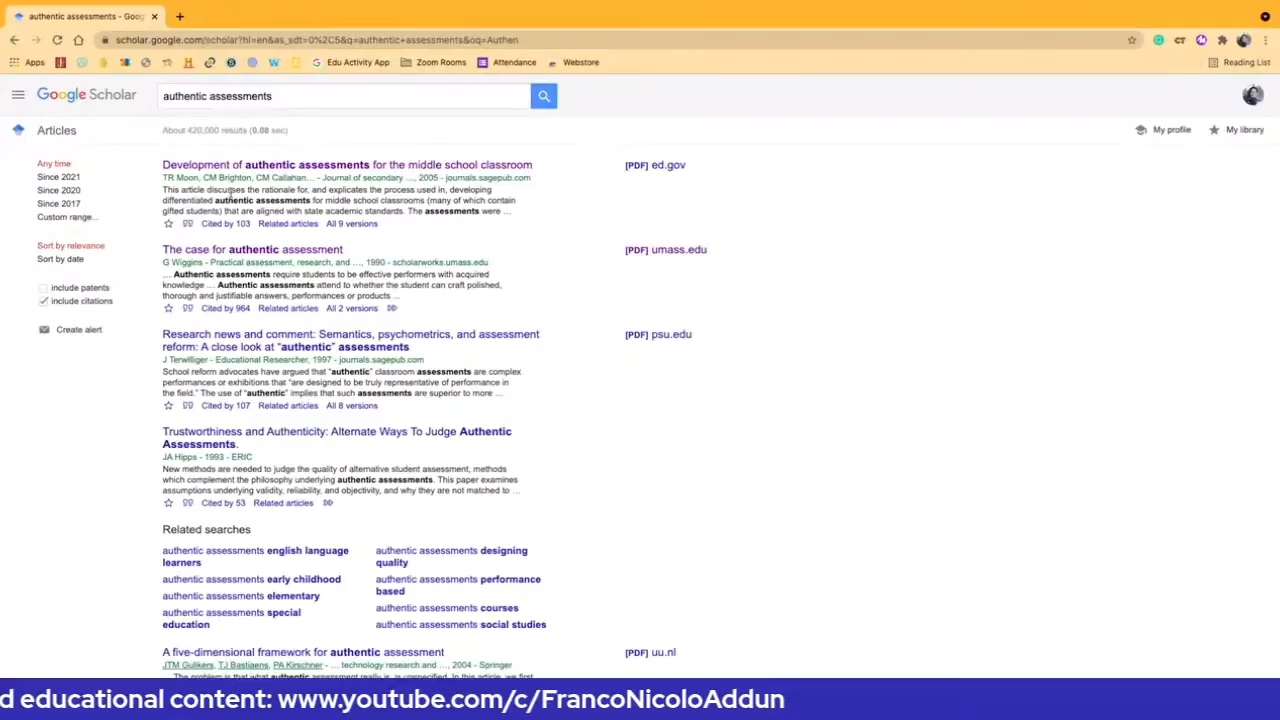 authentic assessments - Goog
scholar.google.com/scholar?hl=en&as_sdt=0%2C5&q=authentic+assessments&oq=Authen
Apps
Edu Activity App
Zoom Rooms
Attendance
Webstore
Reading List
Google Scholar
authentic assessments
Articles
About 420,000 results (0.08 sec)
My profile
My library
Any time
Since 2021
Since 2020
Since 2017
Custom range...
Sort by relevance
Sort by date
include patents
include citations
Create alert
Development of authentic assessments for the middle school classroom
TR Moon, CM Brighton, CM Callahan... - Journal of secondary ..., 2005 - journals.sagepub.com
This article discusses the rationale for, and explicates the process used in, developing
differentiated authentic assessments for middle school classrooms (many of which contain
gifted students) that are aligned with state academic standards. The assessments were ...
Cited by 103 Related articles All 9 versions
[PDF] ed.gov
The case for authentic assessment
G Wiggins - Practical assessment, research, and ..., 1990 - scholarworks.umass.edu
... Authentic assessments require students to be effective performers with acquired
knowledge ... Authentic assessments attend to whether the student can craft polished,
thorough and justifiable answers, performances or products ...
Cited by 964 Related articles All 2 versions
[PDF] umass.edu
Research news and comment: Semantics, psychometrics, and assessment
reform: A close look at "authentic" assessments
J Terwilliger - Educational Researcher, 1997 - journals.sagepub.com
School reform advocates have argued that "authentic" classroom assessments are complex
performances or exhibitions that "are designed to be truly representative of performance in
the field." The use of "authentic" implies that such assessments are superior to more ...
Cited by 107 Related articles All 8 versions
[PDF] psu.edu
Trustworthiness and Authenticity: Alternate Ways To Judge Authentic
Assessments.
JA Hipps - 1993 - ERIC
New methods are needed to judge the quality of alternative student assessment, methods
which complement the philosophy underlying authentic assessments. This paper examines
assumptions underlying validity, reliability, and objectivity, and why they are not matched to ...
Cited by 53 Related articles
Related searches
authentic assessments english language
learners
authentic assessments early childhood
authentic assessments elementary
authentic assessments special
education
authentic assessments designing
quality
authentic assessments performance
based
authentic assessments courses
authentic assessments social studies
A five-dimensional framework for authentic assessment
JTM Gulikers, TJ Bastiaens, PA Kirschner - ... technology research and ..., 2004 - Springer
[PDF] uu.nl
... The problem is that what authentic assessment really is, is unspecified. In this article, we first
d educational content: www.youtube.com/c/FrancoNicoloAddun